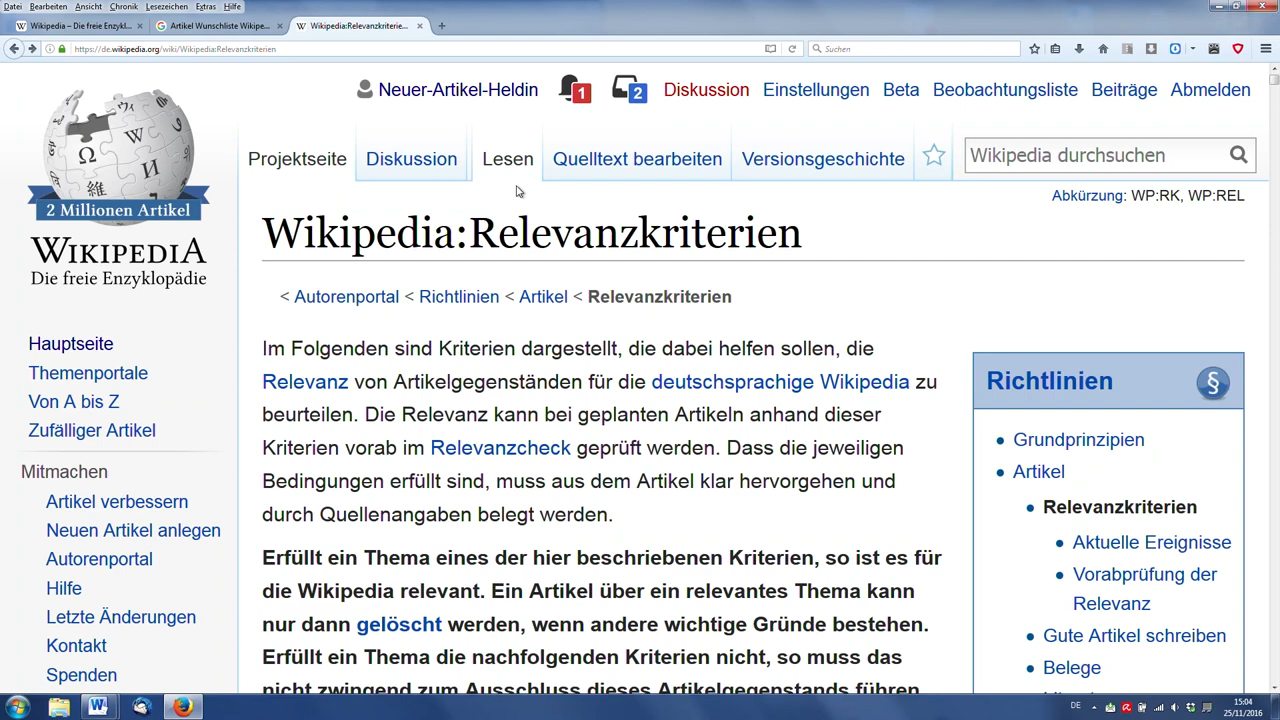 Datei Bearbeiten Ansicht Chronik Lesezeichen Extras Hilfe
Wikipedia – Die freie Enzykl...
Artikel Wunschliste Wikipe...
Wikipedia:Relevanzkriterie...
https://de.wikipedia.org/wiki/Wikipedia:Relevanzkriterien
Suchen
Neuer-Artikel-Heldin 1 2 Diskussion Einstellungen Beta Beobachtungsliste Beiträge Abmelden
Projektseite Diskussion Lesen Quelltext bearbeiten Versionsgeschichte Wikipedia durchsuchen
Abkürzung: WP:RK, WP:REL
2 Millionen Artikel
WIKIPEDIA
Die freie Enzyklopädie
Hauptseite
Themenportale
Von A bis Z
Zufälliger Artikel
Mitmachen
Artikel verbessern
Neuen Artikel anlegen
Autorenportal
Hilfe
Letzte Änderungen
Kontakt
Spenden
Wikipedia:Relevanzkriterien
< Autorenportal < Richtlinien < Artikel < Relevanzkriterien
Im Folgenden sind Kriterien dargestellt, die dabei helfen sollen, die
Relevanz von Artikelgegenständen für die deutschsprachige Wikipedia zu
beurteilen. Die Relevanz kann bei geplanten Artikeln anhand dieser
Kriterien vorab im Relevanzcheck geprüft werden. Dass die jeweiligen
Bedingungen erfüllt sind, muss aus dem Artikel klar hervorgehen und
durch Quellenangaben belegt werden.
Erfüllt ein Thema eines der hier beschriebenen Kriterien, so ist es für
die Wikipedia relevant. Ein Artikel über ein relevantes Thema kann
nur dann gelöscht werden, wenn andere wichtige Gründe bestehen.
Erfüllt ein Thema die nachfolgenden Kriterien nicht, so muss das
nicht zwingend zum Ausschluss dieses Artikelgegenstands führen
Richtlinien §
Grundprinzipien
Artikel
Relevanzkriterien
Aktuelle Ereignisse
Vorabprüfung der
Relevanz
Gute Artikel schreiben
Belege
DE
15:04
25/11/2016